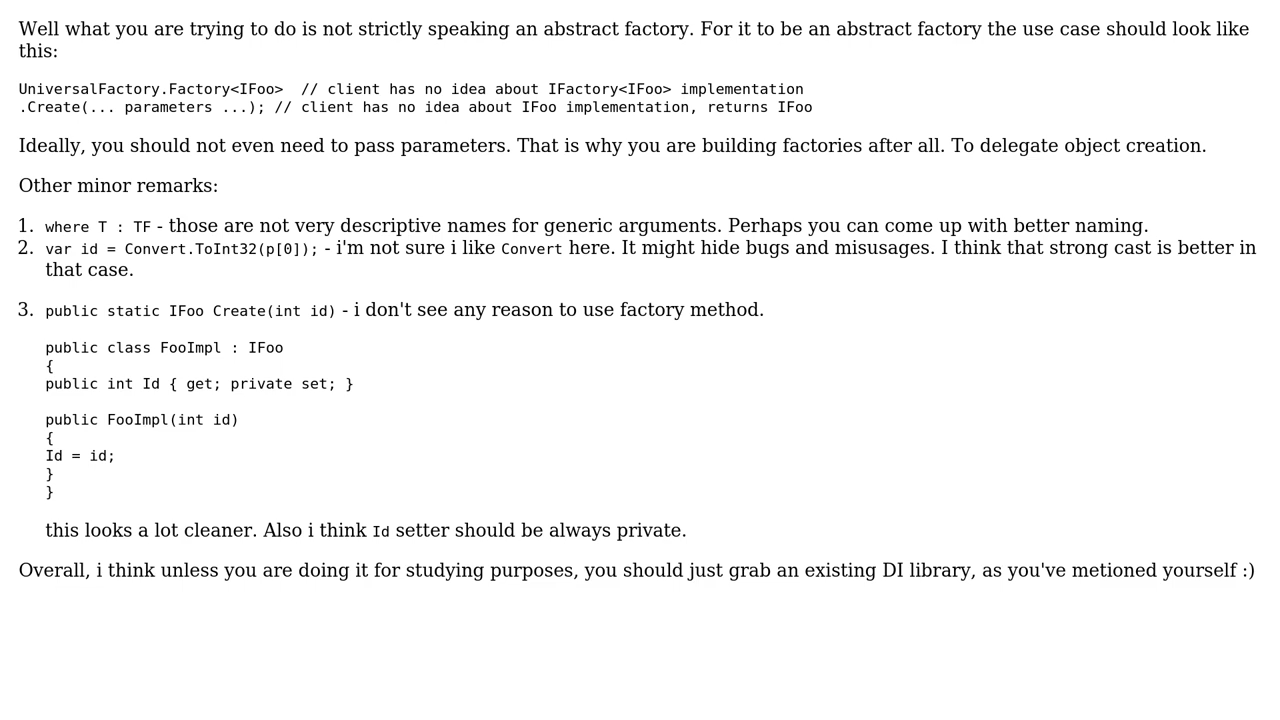 Well what you are trying to do is not strictly speaking an abstract factory. For it to be an abstract factory the use case should look like
this:
UniversalFactory.Factory<IFoo>  // client has no idea about IFactory<IFoo> implementation
.Create(... parameters ...); // client has no idea about IFoo implementation, returns IFoo
Ideally, you should not even need to pass parameters. That is why you are building factories after all. To delegate object creation.
Other minor remarks:
1. where T : TF - those are not very descriptive names for generic arguments. Perhaps you can come up with better naming.
2. var id = Convert.ToInt32(p[0]); - i'm not sure i like Convert here. It might hide bugs and misusages. I think that strong cast is better in
that case.
3. public static IFoo Create(int id) - i don't see any reason to use factory method.
public class FooImpl : IFoo
{
public int Id { get; private set; }
public FooImpl(int id)
{
Id = id;
}
}
this looks a lot cleaner. Also i think Id setter should be always private.
Overall, i think unless you are doing it for studying purposes, you should just grab an existing DI library, as you've metioned yourself :)